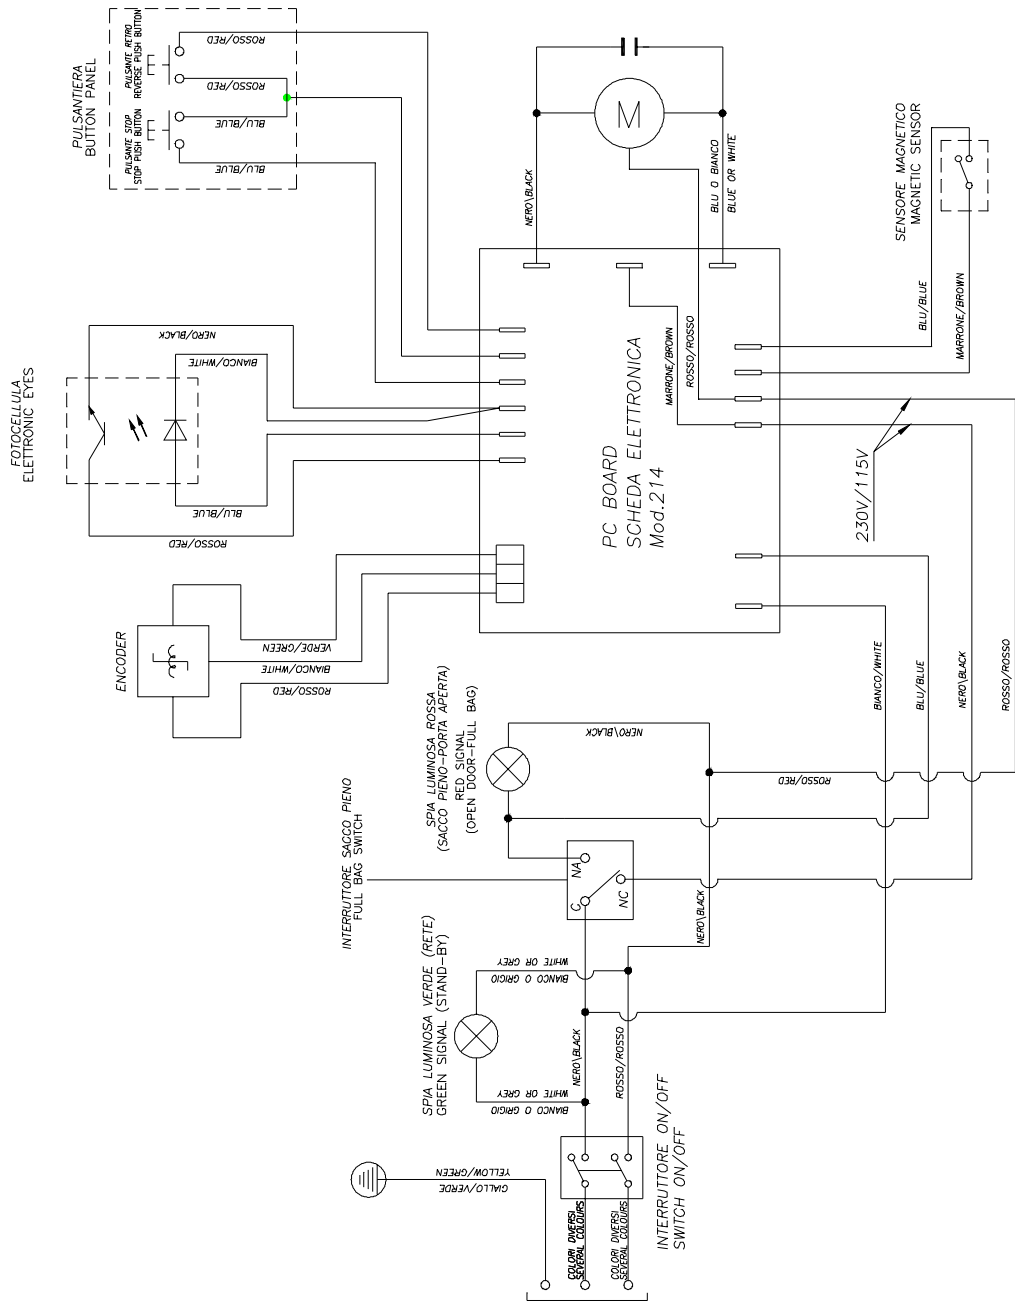 PULSANTIERA
BUTTON PANEL
PULSANTE RETRO
REVERSE PUSH BUTTON
PULSANTE STOP
STOP PUSH BUTTON
ROSSO/RED
ROSSO/RED
BLU/BLUE
BLU/BLUE
FOTOCELLULA
ELETTRONIC EYES
NERO/BLACK
BIANCO/WHITE
BLU/BLUE
ROSSO/RED
ENCODER
VERDE/GREEN
BIANCO/WHITE
ROSSO/RED
M
NERO\BLACK
BLU O BIANCO
BLUE OR WHITE
SENSORE MAGNETICO
MAGNETIC SENSOR
BLU/BLUE
MARRONE/BROWN
MARRONE/BROWN
ROSSO/ROSSO
PC BOARD
SCHEDA ELETTRONICA
Mod.214
230V/115V
BIANCO/WHITE
BLU/BLUE
NERO\BLACK
ROSSO/ROSSO
SPIA LUMINOSA ROSSA
(SACCO PIENO-PORTA APERTA)
RED SIGNAL
(OPEN DOOR-FULL BAG)
NERO\BLACK
ROSSO/RED
INTERRUTTORE SACCO PIENO
FULL BAG SWITCH
NA
C
NC
NERO\BLACK
SPIA LUMINOSA VERDE (RETE)
GREEN SIGNAL (STAND-BY)
BIANCO O GRIGIO
WHITE OR GREY
BIANCO O GRIGIO
WHITE OR GREY
NERO\BLACK
ROSSO/ROSSO
GIALLO/VERDE
YELLOW/GREEN
INTERRUTTORE ON/OFF
SWITCH ON/OFF
COLORI DIVERSI
SEVERAL COLOURS
COLORI DIVERSI
SEVERAL COLOURS